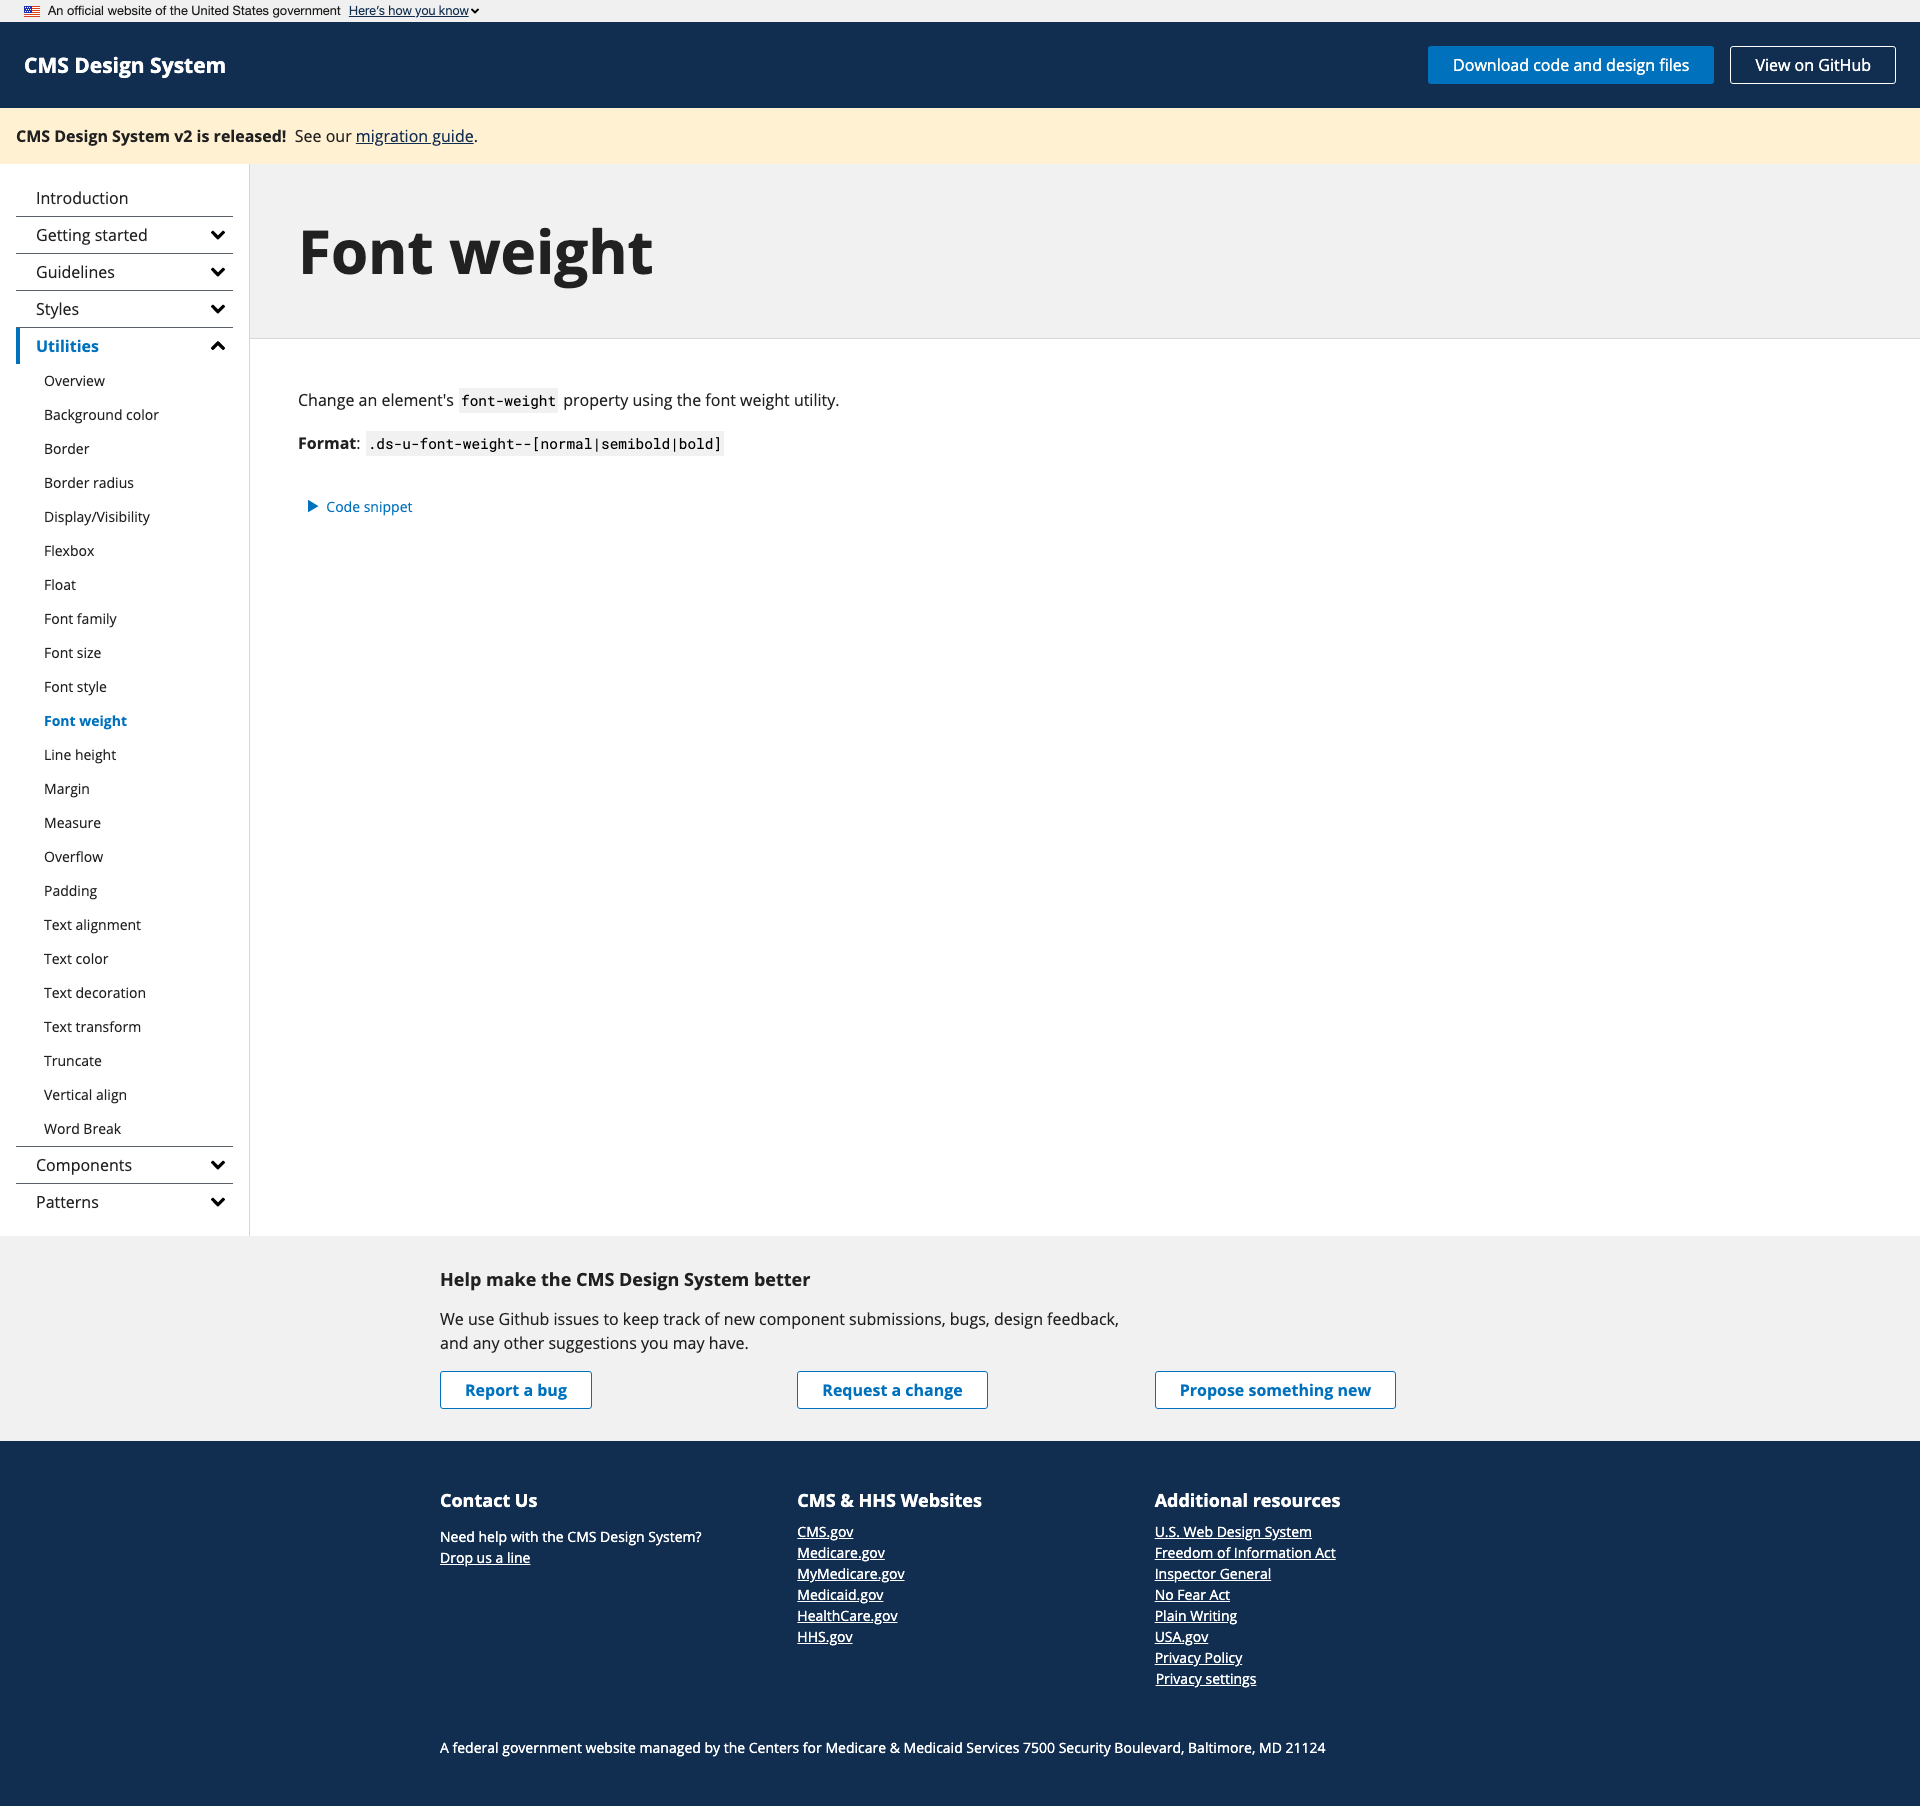 An official website of the United States government Here's how you know
CMS Design System
Download code and design files
View on GitHub
CMS Design System v2 is released! See our migration guide.
Introduction
Getting started
Guidelines
Styles
Utilities
Overview
Background color
Border
Border radius
Display/Visibility
Flexbox
Float
Font family
Font size
Font style
Font weight
Line height
Margin
Measure
Overflow
Padding
Text alignment
Text color
Text decoration
Text transform
Truncate
Vertical align
Word Break
Components
Patterns
Font weight
Change an element's font-weight property using the font weight utility.
Format: .ds-u-font-weight--[normal|semibold|bold]
Code snippet
Help make the CMS Design System better
We use Github issues to keep track of new component submissions, bugs, design feedback,
and any other suggestions you may have.
Report a bug
Request a change
Propose something new
Contact Us
Need help with the CMS Design System?
Drop us a line
CMS & HHS Websites
CMS.gov
Medicare.gov
MyMedicare.gov
Medicaid.gov
HealthCare.gov
HHS.gov
Additional resources
U.S. Web Design System
Freedom of Information Act
Inspector General
No Fear Act
Plain Writing
USA.gov
Privacy Policy
Privacy settings
A federal government website managed by the Centers for Medicare & Medicaid Services 7500 Security Boulevard, Baltimore, MD 21124